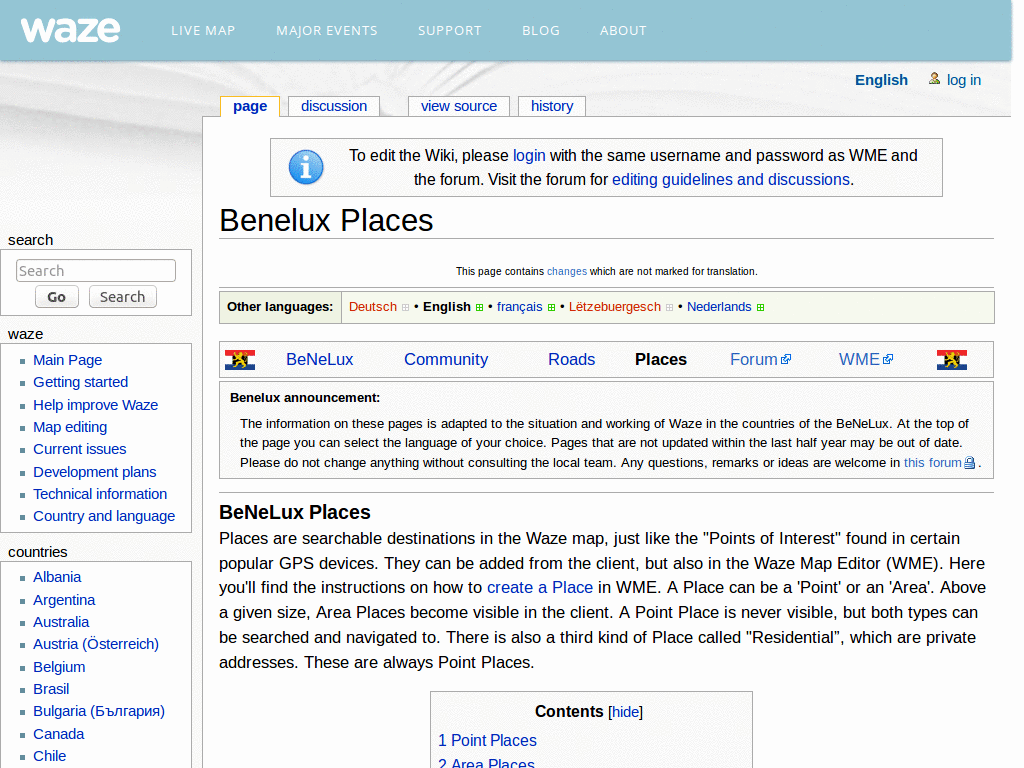 waze
LIVE MAP
MAJOR EVENTS
SUPPORT
BLOG
ABOUT
English
log in
page
discussion
view source
history
To edit the Wiki, please login with the same username and password as WME and
the forum. Visit the forum for editing guidelines and discussions.
Benelux Places
This page contains changes which are not marked for translation.
Other languages: Deutsch • English • français • Lëtzebuergesch • Nederlands
BeNeLux
Community
Roads
Places
Forum
WME
Benelux announcement:
The information on these pages is adapted to the situation and working of Waze in the countries of the BeNeLux. At the top of
the page you can select the language of your choice. Pages that are not updated within the last half year may be out of date.
Please do not change anything without consulting the local team. Any questions, remarks or ideas are welcome in this forum .
BeNeLux Places
Places are searchable destinations in the Waze map, just like the "Points of Interest" found in certain
popular GPS devices. They can be added from the client, but also in the Waze Map Editor (WME). Here
you'll find the instructions on how to create a Place in WME. A Place can be a 'Point' or an 'Area'. Above
a given size, Area Places become visible in the client. A Point Place is never visible, but both types can
be searched and navigated to. There is also a third kind of Place called "Residential", which are private
addresses. These are always Point Places.
Contents [hide]
1 Point Places
2 Area Places
search
Search
Go
Search
waze
Main Page
Getting started
Help improve Waze
Map editing
Current issues
Development plans
Technical information
Country and language
countries
Albania
Argentina
Australia
Austria (Österreich)
Belgium
Brasil
Bulgaria (България)
Canada
Chile